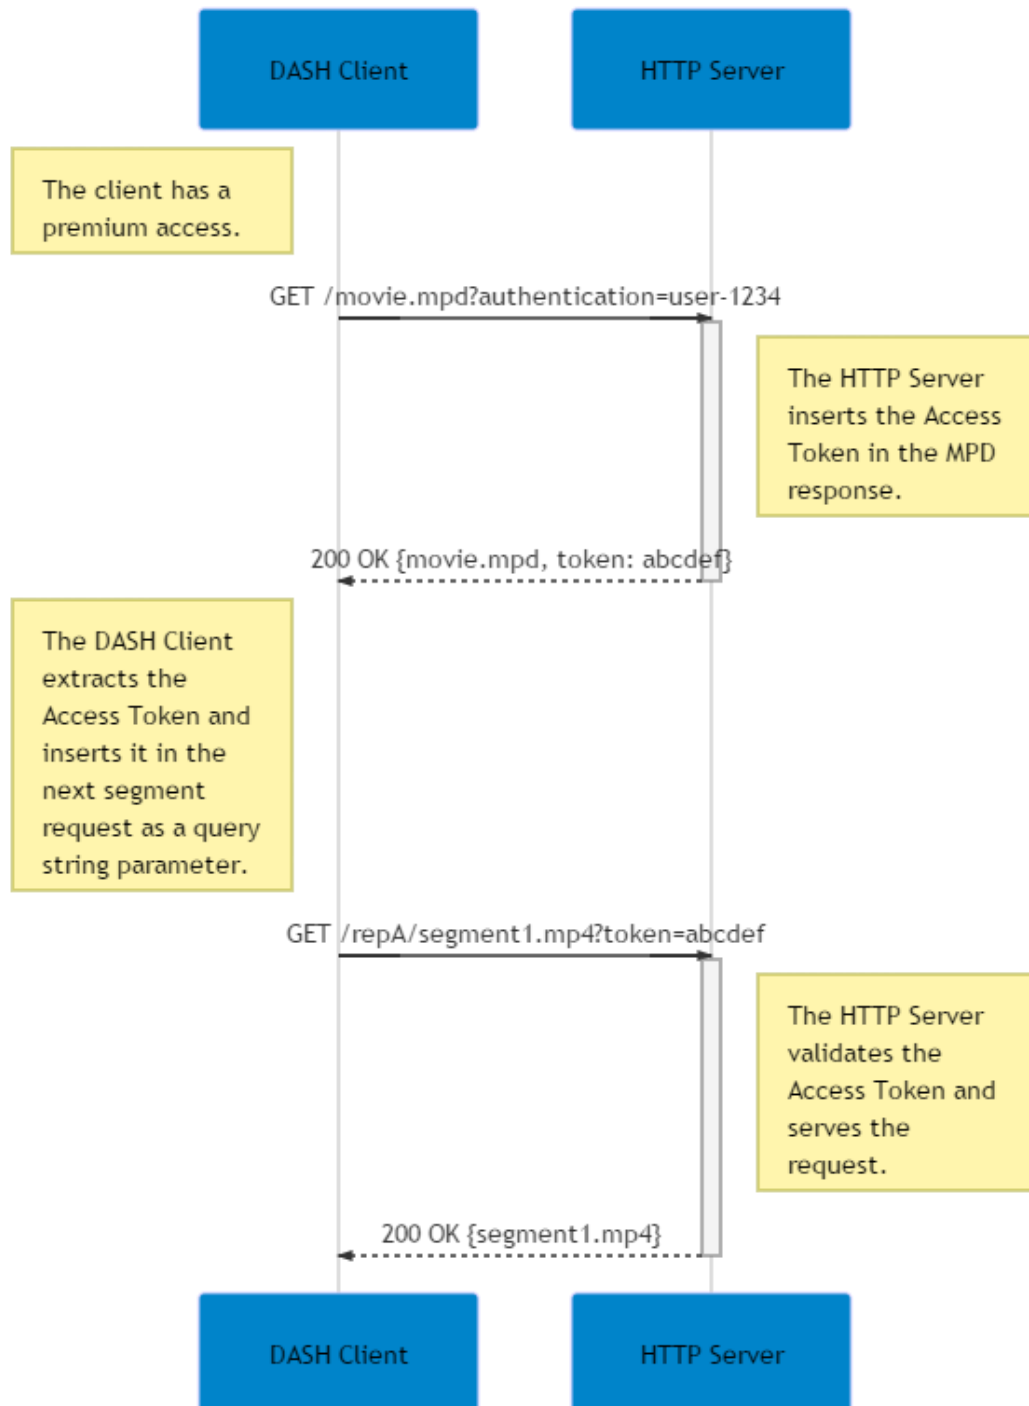 DASH Client
HTTP Server
The client has a
premium access.
GET /movie.mpd?authentication=user-1234
The HTTP Server
inserts the Access
Token in the MPD
response.
200 OK {movie.mpd, token: abcdef}
The DASH Client
extracts the
Access Token and
inserts it in the
next segment
request as a query
string parameter.
GET /repA/segment1.mp4?token=abcdef
The HTTP Server
validates the
Access Token and
serves the
request.
200 OK {segment1.mp4}
DASH Client
HTTP Server